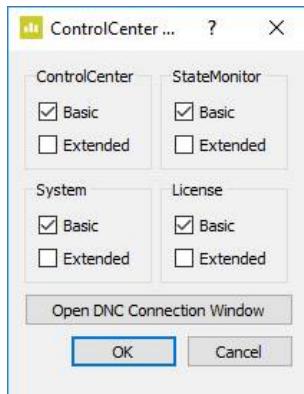 ControlCenter ... ? ×
ControlCenter StateMonitor
Basic Basic
Extended Extended
System License
Basic Basic
Extended Extended
Open DNC Connection Window
OK Cancel